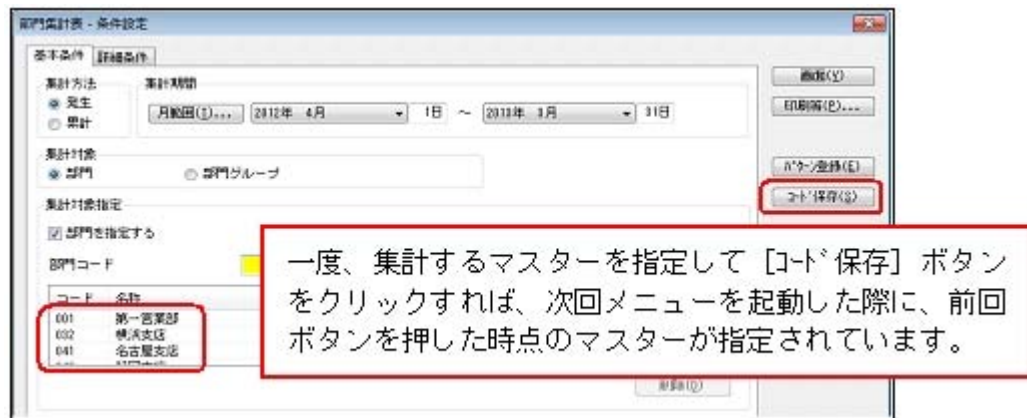 部門集計表 - 条件設定
基本条件 詳細条件
集計方法 集計期間
発生
累計
月範囲(T)... 2012年 4月 1日 ～ 2013年 3月 31日
画面(V)
印刷等(P)...
集計対象
部門 部門グループ
パターン登録(E)
コード保存(S)
集計対象指定
部門を指定する
部門コード
コード 名称
001 第一営業部
032 横浜支店
041 名古屋支店
一度、集計するマスターを指定して［コード保存］ボタン
をクリックすれば、次回メニューを起動した際に、前回
ボタンを押した時点のマスターが指定されています。
削除(D)